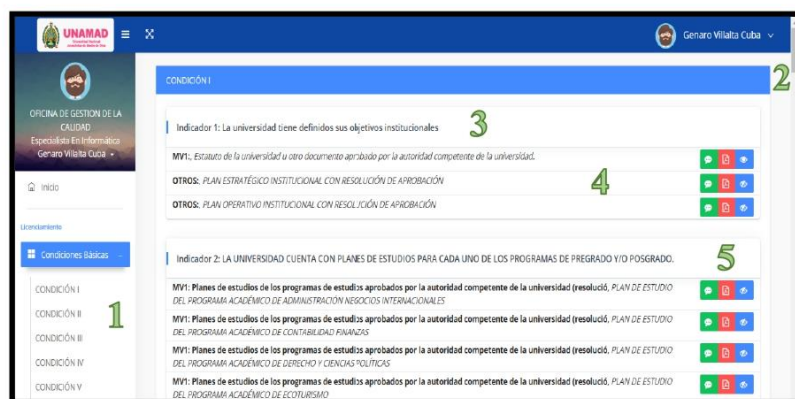 UNAMAD
Genaro Villalta Cuba
2
OFICINA DE GESTION DE LA
CALIDAD
Especialista En Informática
Genaro Villalta Cuba
Inicio
Licenciamiento
Condiciones Básicas
CONDICIÓN I
CONDICIÓN II
CONDICIÓN III
CONDICIÓN IV
CONDICIÓN V
1
CONDICIÓN I
Indicador 1: La universidad tiene definidos sus objetivos institucionales
3
MV1:, Estatuto de la universidad u otro documento aprobado por la autoridad competente de la universidad.
OTROS:, PLAN ESTRATÉGICO INSTITUCIONAL CON RESOLUCIÓN DE APROBACIÓN
4
OTROS:, PLAN OPERATIVO INSTITUCIONAL CON RESOLUCIÓN DE APROBACIÓN
Indicador 2: LA UNIVERSIDAD CUENTA CON PLANES DE ESTUDIOS PARA CADA UNO DE LOS PROGRAMAS DE PREGRADO Y/O POSGRADO.
5
MV1: Planes de estudios de los programas de estudios aprobados por la autoridad competente de la universidad (resolució, PLAN DE ESTUDIO
DEL PROGRAMA ACADÉMICO DE ADMINISTRACIÓN NEGOCIOS INTERNACIONALES
MV1: Planes de estudios de los programas de estudios aprobados por la autoridad competente de la universidad (resolució, PLAN DE ESTUDIO
DEL PROGRAMA ACADÉMICO DE CONTABILIDAD FINANZAS
MV1: Planes de estudios de los programas de estudios aprobados por la autoridad competente de la universidad (resolució, PLAN DE ESTUDIO
DEL PROGRAMA ACADÉMICO DE DERECHO Y CIENCIAS POLÍTICAS
MV1: Planes de estudios de los programas de estudios aprobados por la autoridad competente de la universidad (resolució, PLAN DE ESTUDIO
DEL PROGRAMA ACADÉMICO DE ECOTURISMO